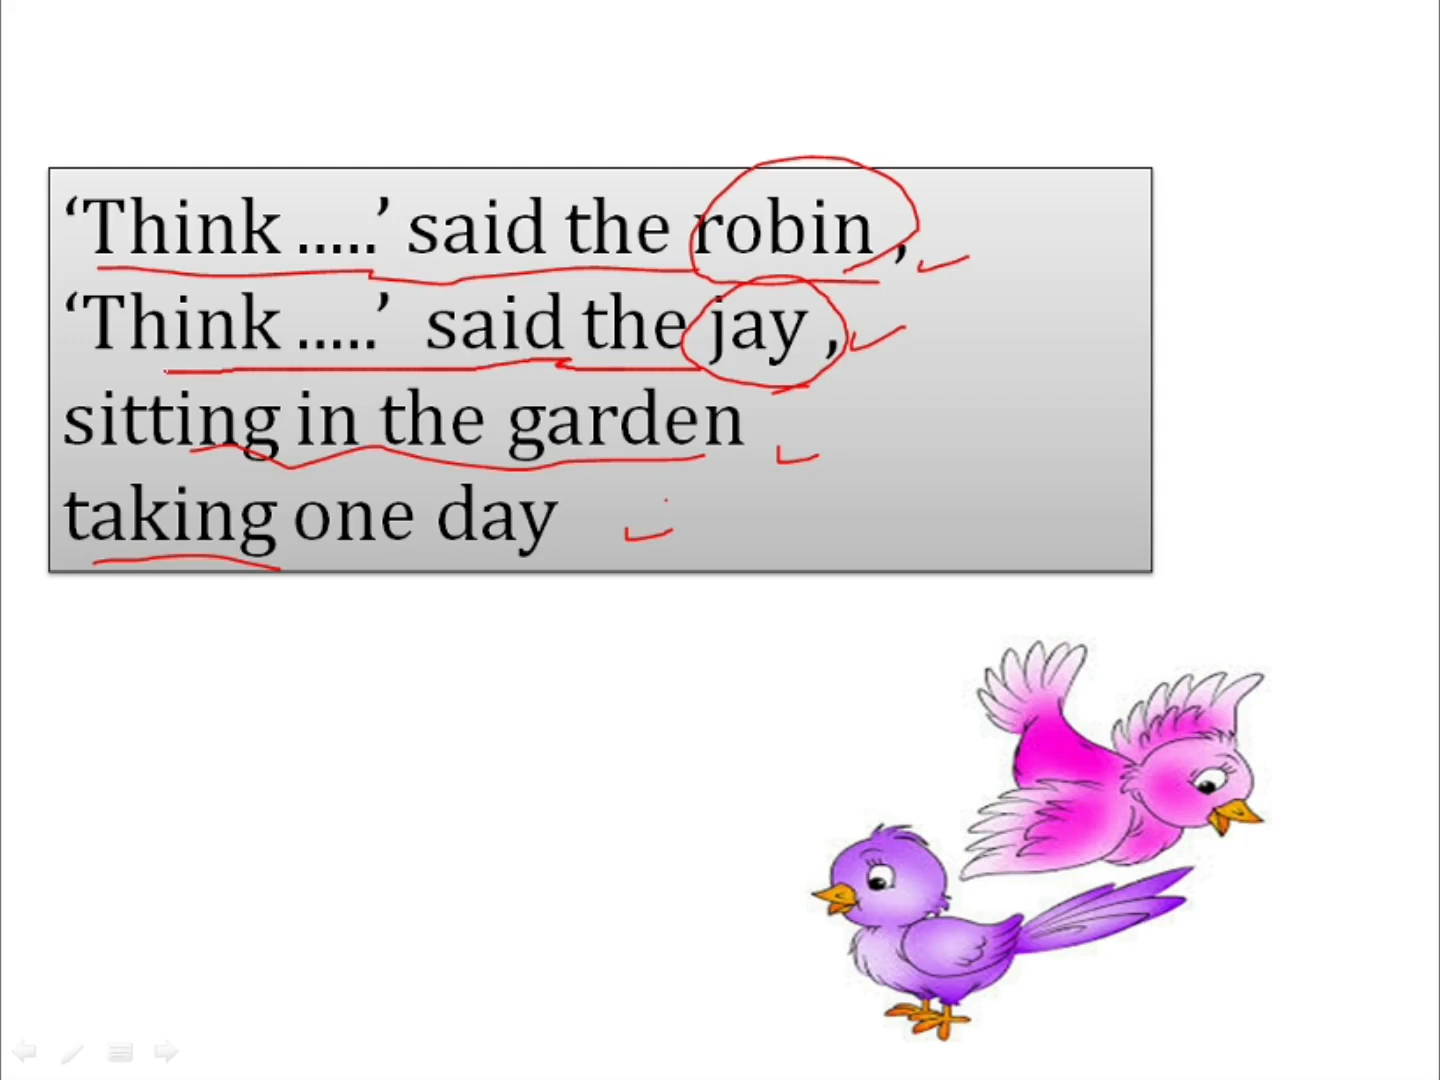 ‘Think .....’ said the robin ,
‘Think .....’ said the jay ,
sitting in the garden
taking one day